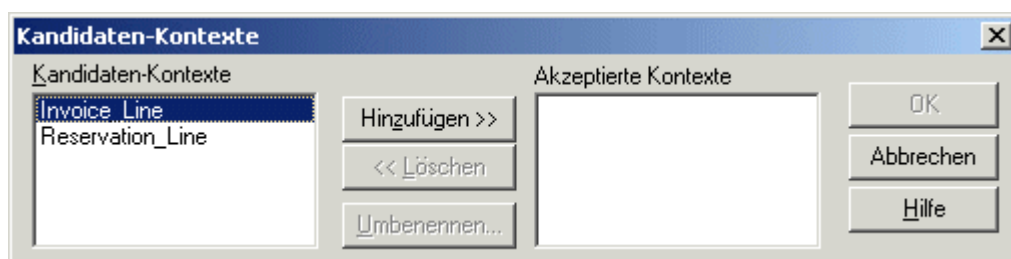 Kandidaten-Kontexte
Kandidaten-Kontexte
Invoice_Line
Reservation_Line
Hinzufügen >>
<< Löschen
Umbenennen...
Akzeptierte Kontexte
OK
Abbrechen
Hilfe